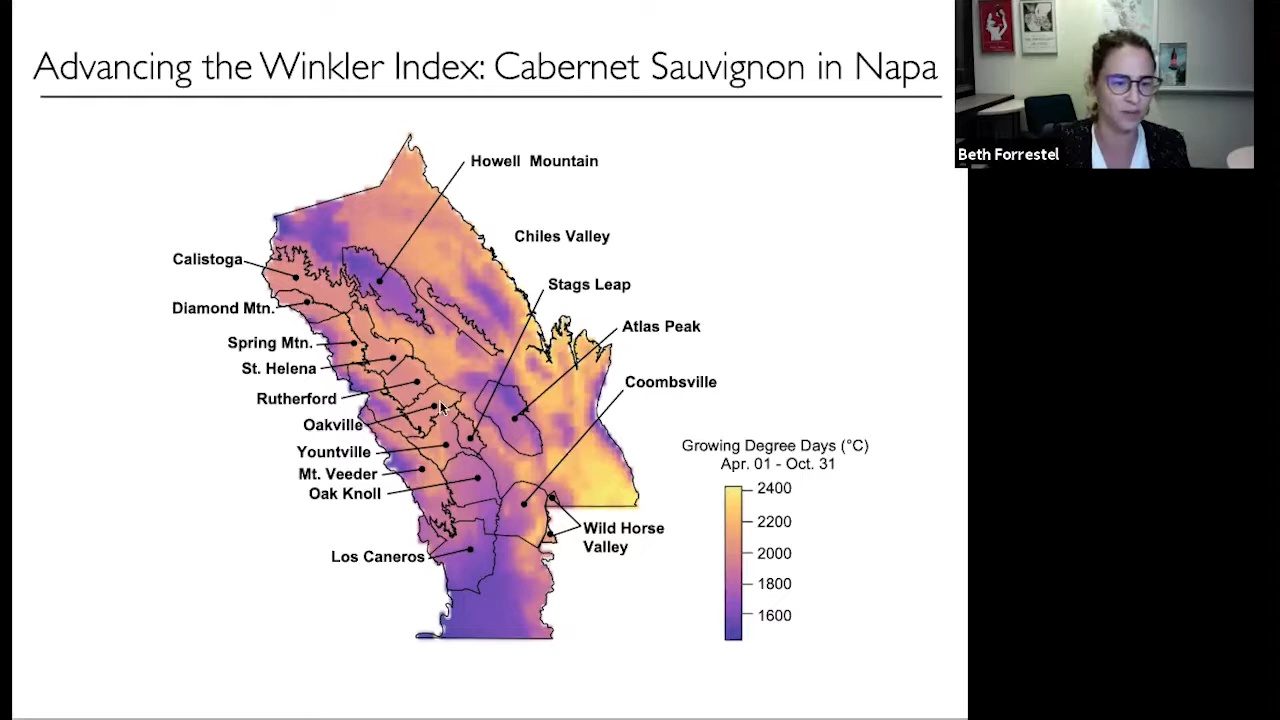 Advancing the Winkler Index: Cabernet Sauvignon in Napa
Beth Forrestel
Howell Mountain
Chiles Valley
Calistoga
Stags Leap
Diamond Mtn.
Atlas Peak
Spring Mtn.
St. Helena
Coombsville
Rutherford
Oakville
Yountville
Mt. Veeder
Oak Knoll
Los Caneros
Wild Horse
Valley
Growing Degree Days (°C)
Apr. 01 - Oct. 31
2400
2200
2000
1800
1600